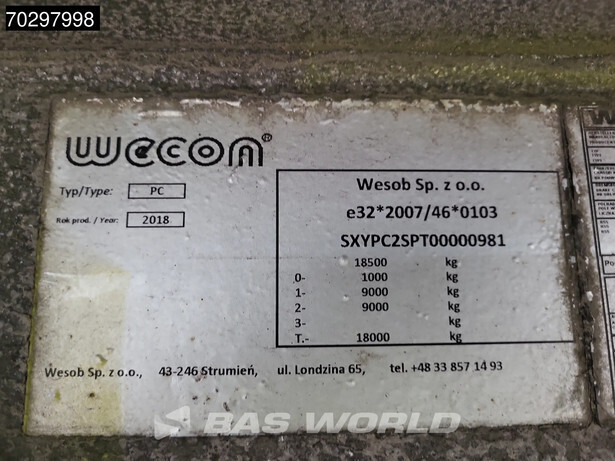 70297998
wecon®
Typ/Type: PC
Rok prod. / Year: 2018
Wesob Sp. z o.o.
e32*2007/46*0103
SXYPC2SPT00000981
18500 kg
0- 1000 kg
1- 9000 kg
2- 9000 kg
3- kg
T.- 18000 kg
Wesob Sp. z o.o., 43-246 Strumień, ul. Londzina 65, tel. +48 33 857 14 93
BAS WORLD